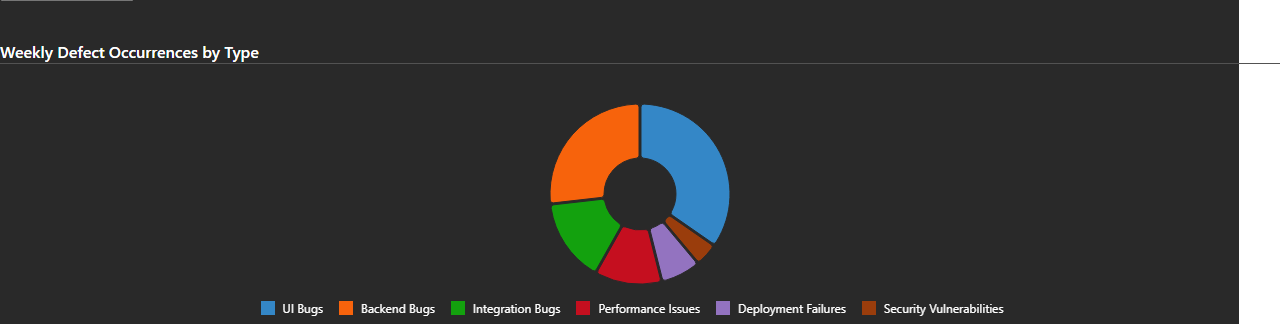 Weekly Defect Occurrences by Type
UI Bugs Backend Bugs Integration Bugs Performance Issues Deployment Failures Security Vulnerabilities